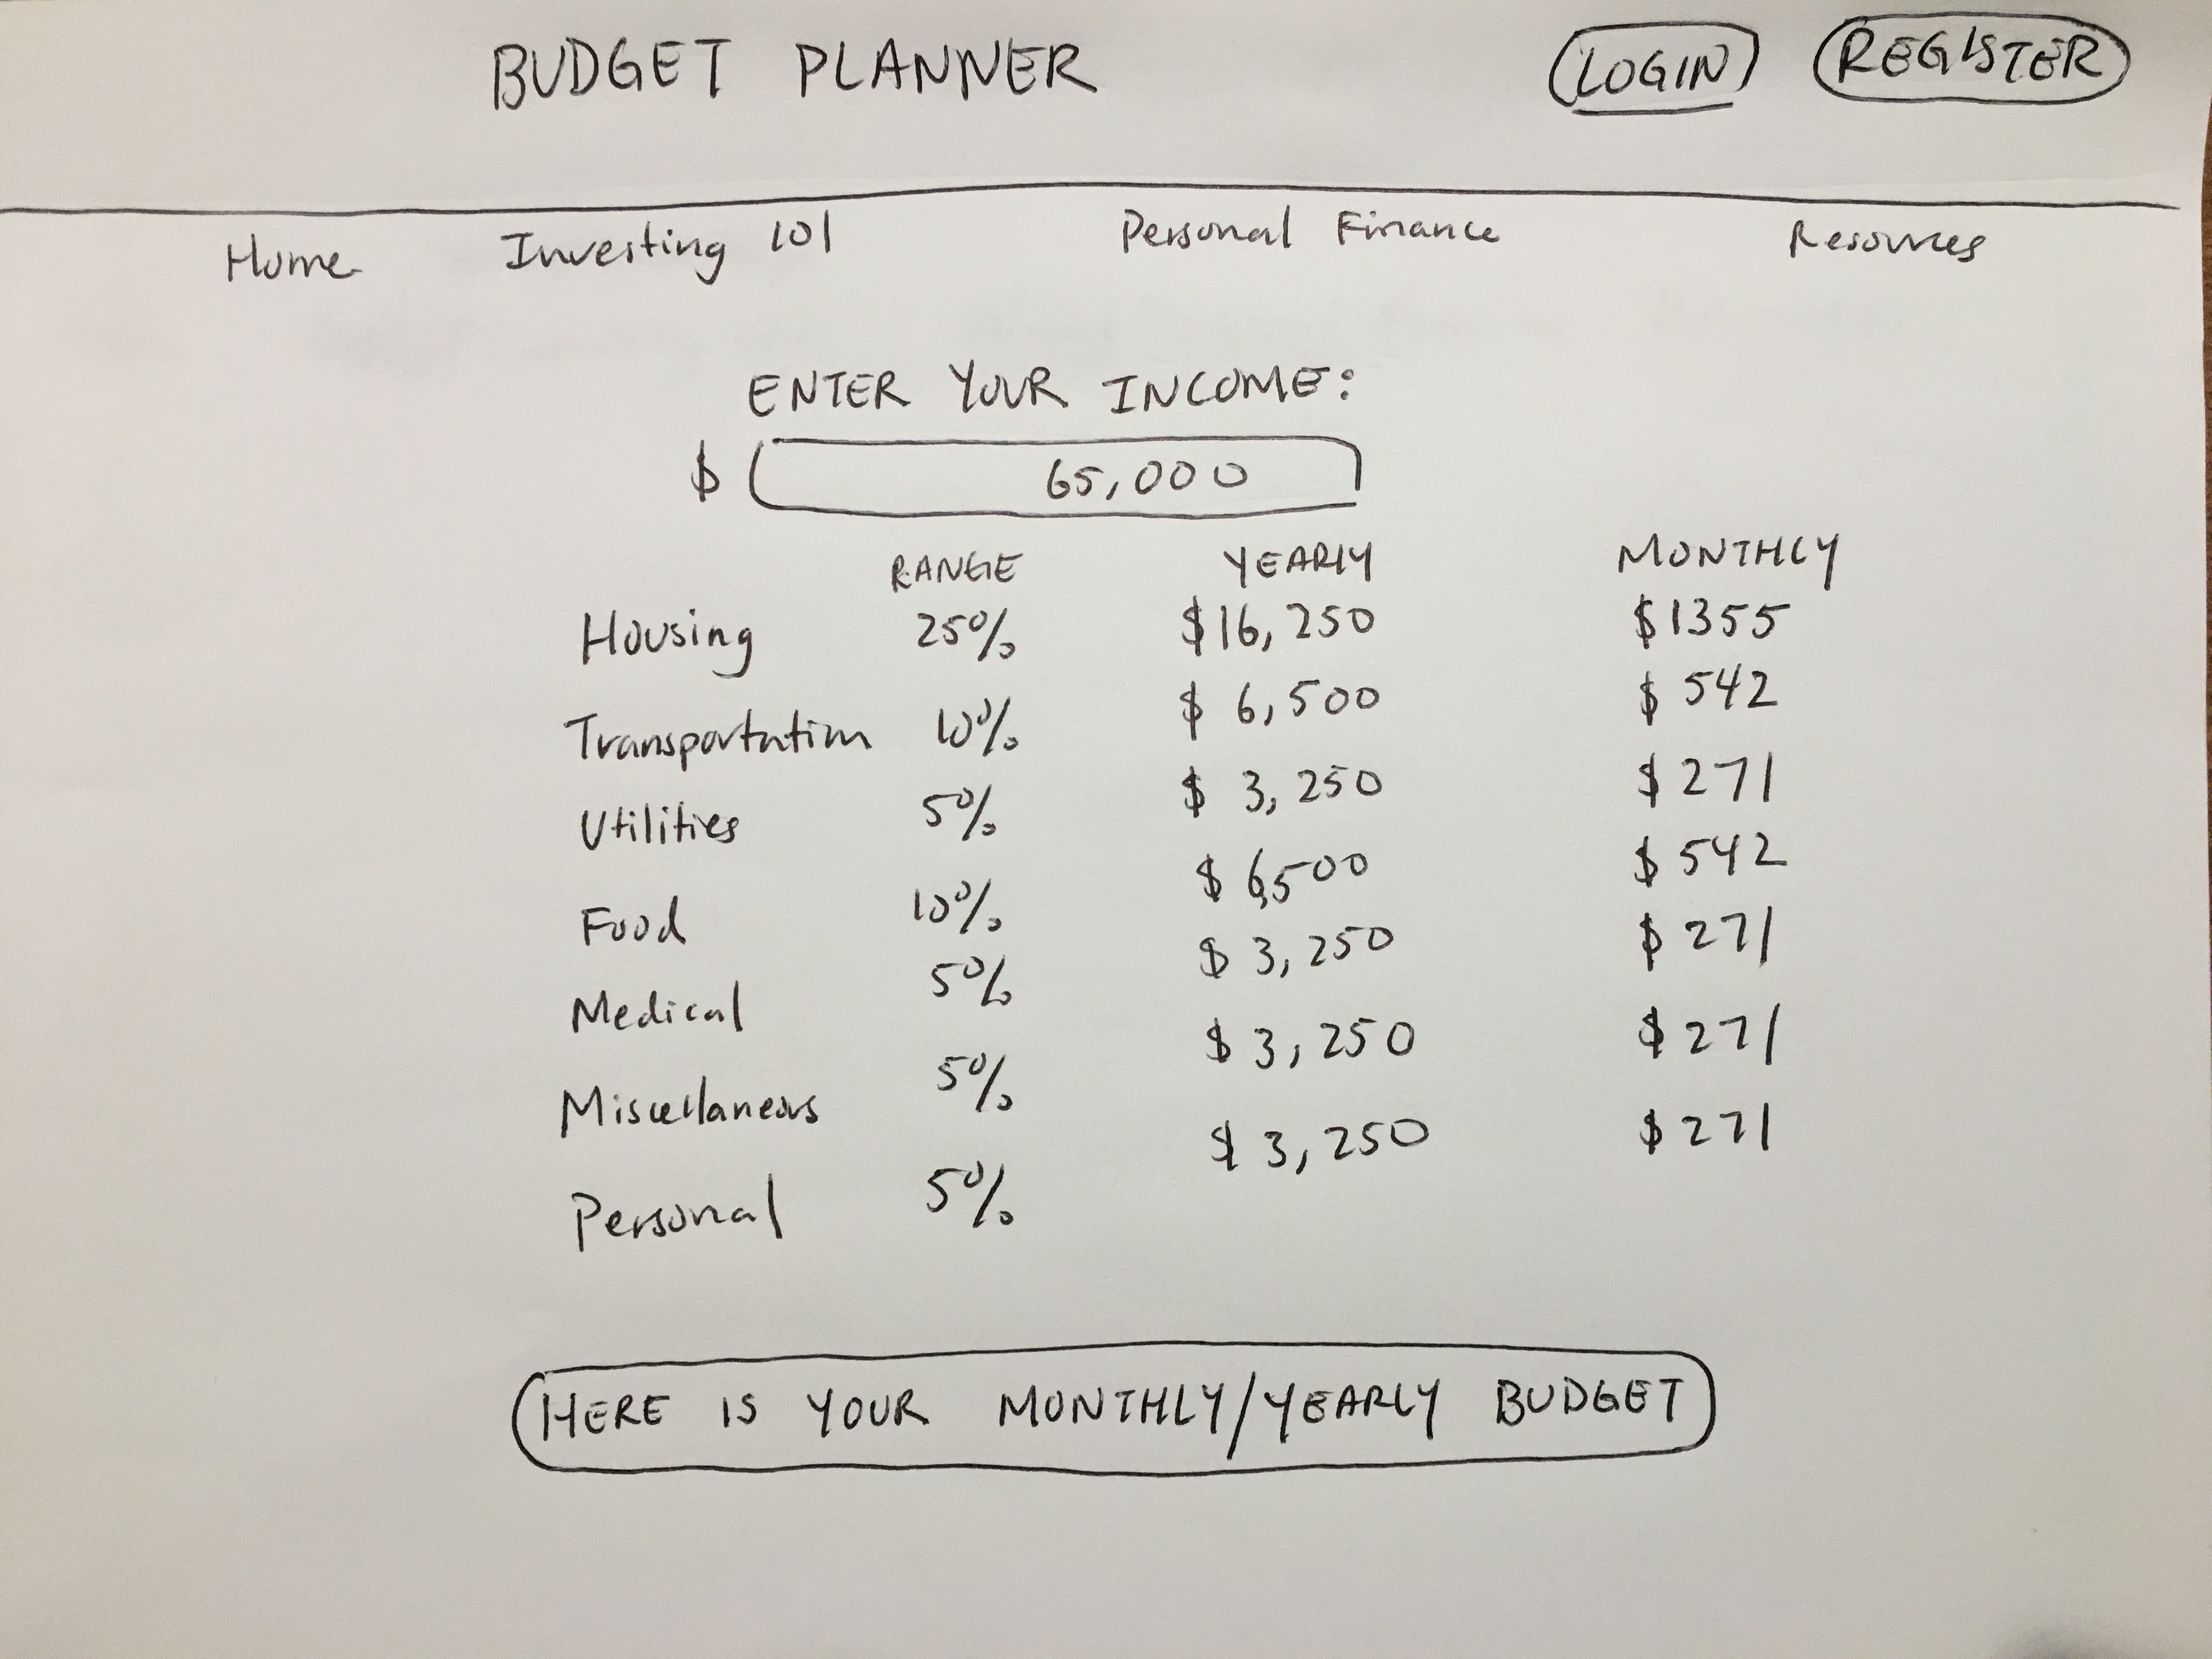 BUDGET PLANNER LOGIN REGISTER
Home Investing 101 Personal Finance Resources
ENTER YOUR INCOME:
$ 65,000
RANGE YEARLY MONTHLY
Housing 25% $16,250 $1355
Transportation 10% $ 6,500 $ 542
Utilities 5% $ 3,250 $ 271
Food 10% $ 6,500 $ 542
Medical 5% $ 3,250 $ 271
Miscellaneous 5% $ 3,250 $ 271
Personal 5% $ 3,250 $ 271
HERE IS YOUR MONTHLY/YEARLY BUDGET